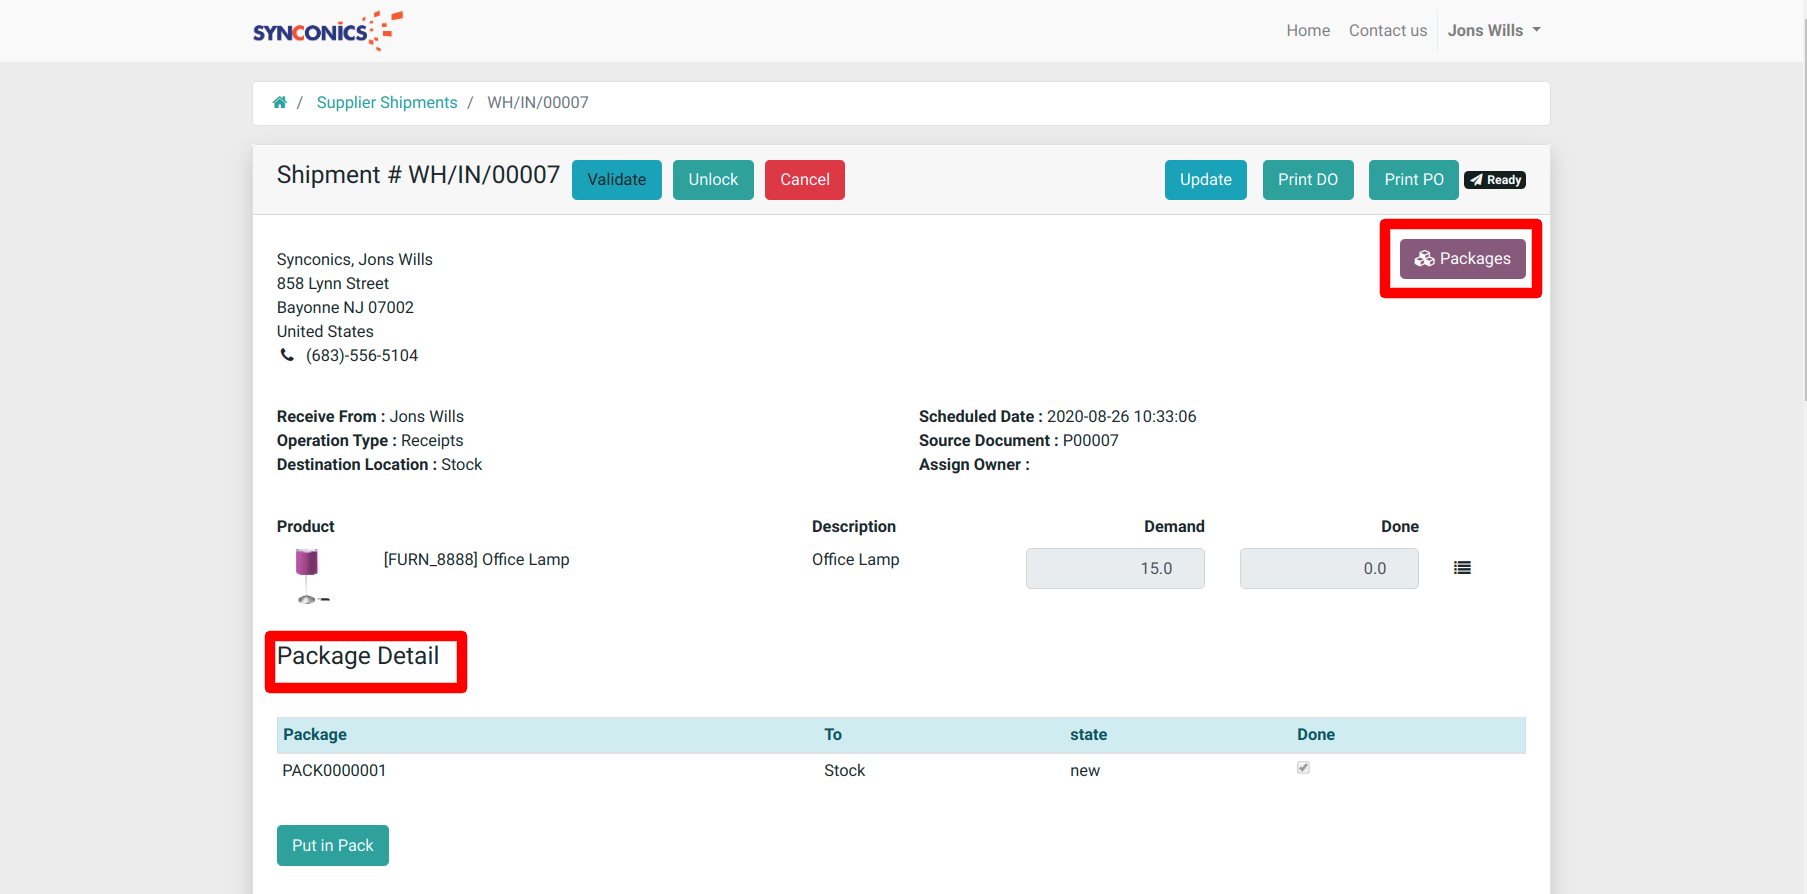 SYNCONICS
Home Contact us Jons Wills
/ Supplier Shipments / WH/IN/00007
Shipment # WH/IN/00007 Validate Unlock Cancel Update Print DO Print PO Ready
Packages
Synconics, Jons Wills
858 Lynn Street
Bayonne NJ 07002
United States
(683)-556-5104
Receive From : Jons Wills
Operation Type : Receipts
Destination Location : Stock
Scheduled Date : 2020-08-26 10:33:06
Source Document : P00007
Assign Owner :
Product Description Demand Done
[FURN_8888] Office Lamp Office Lamp 15.0 0.0
Package Detail
Package To state Done
PACK0000001 Stock new
Put in Pack